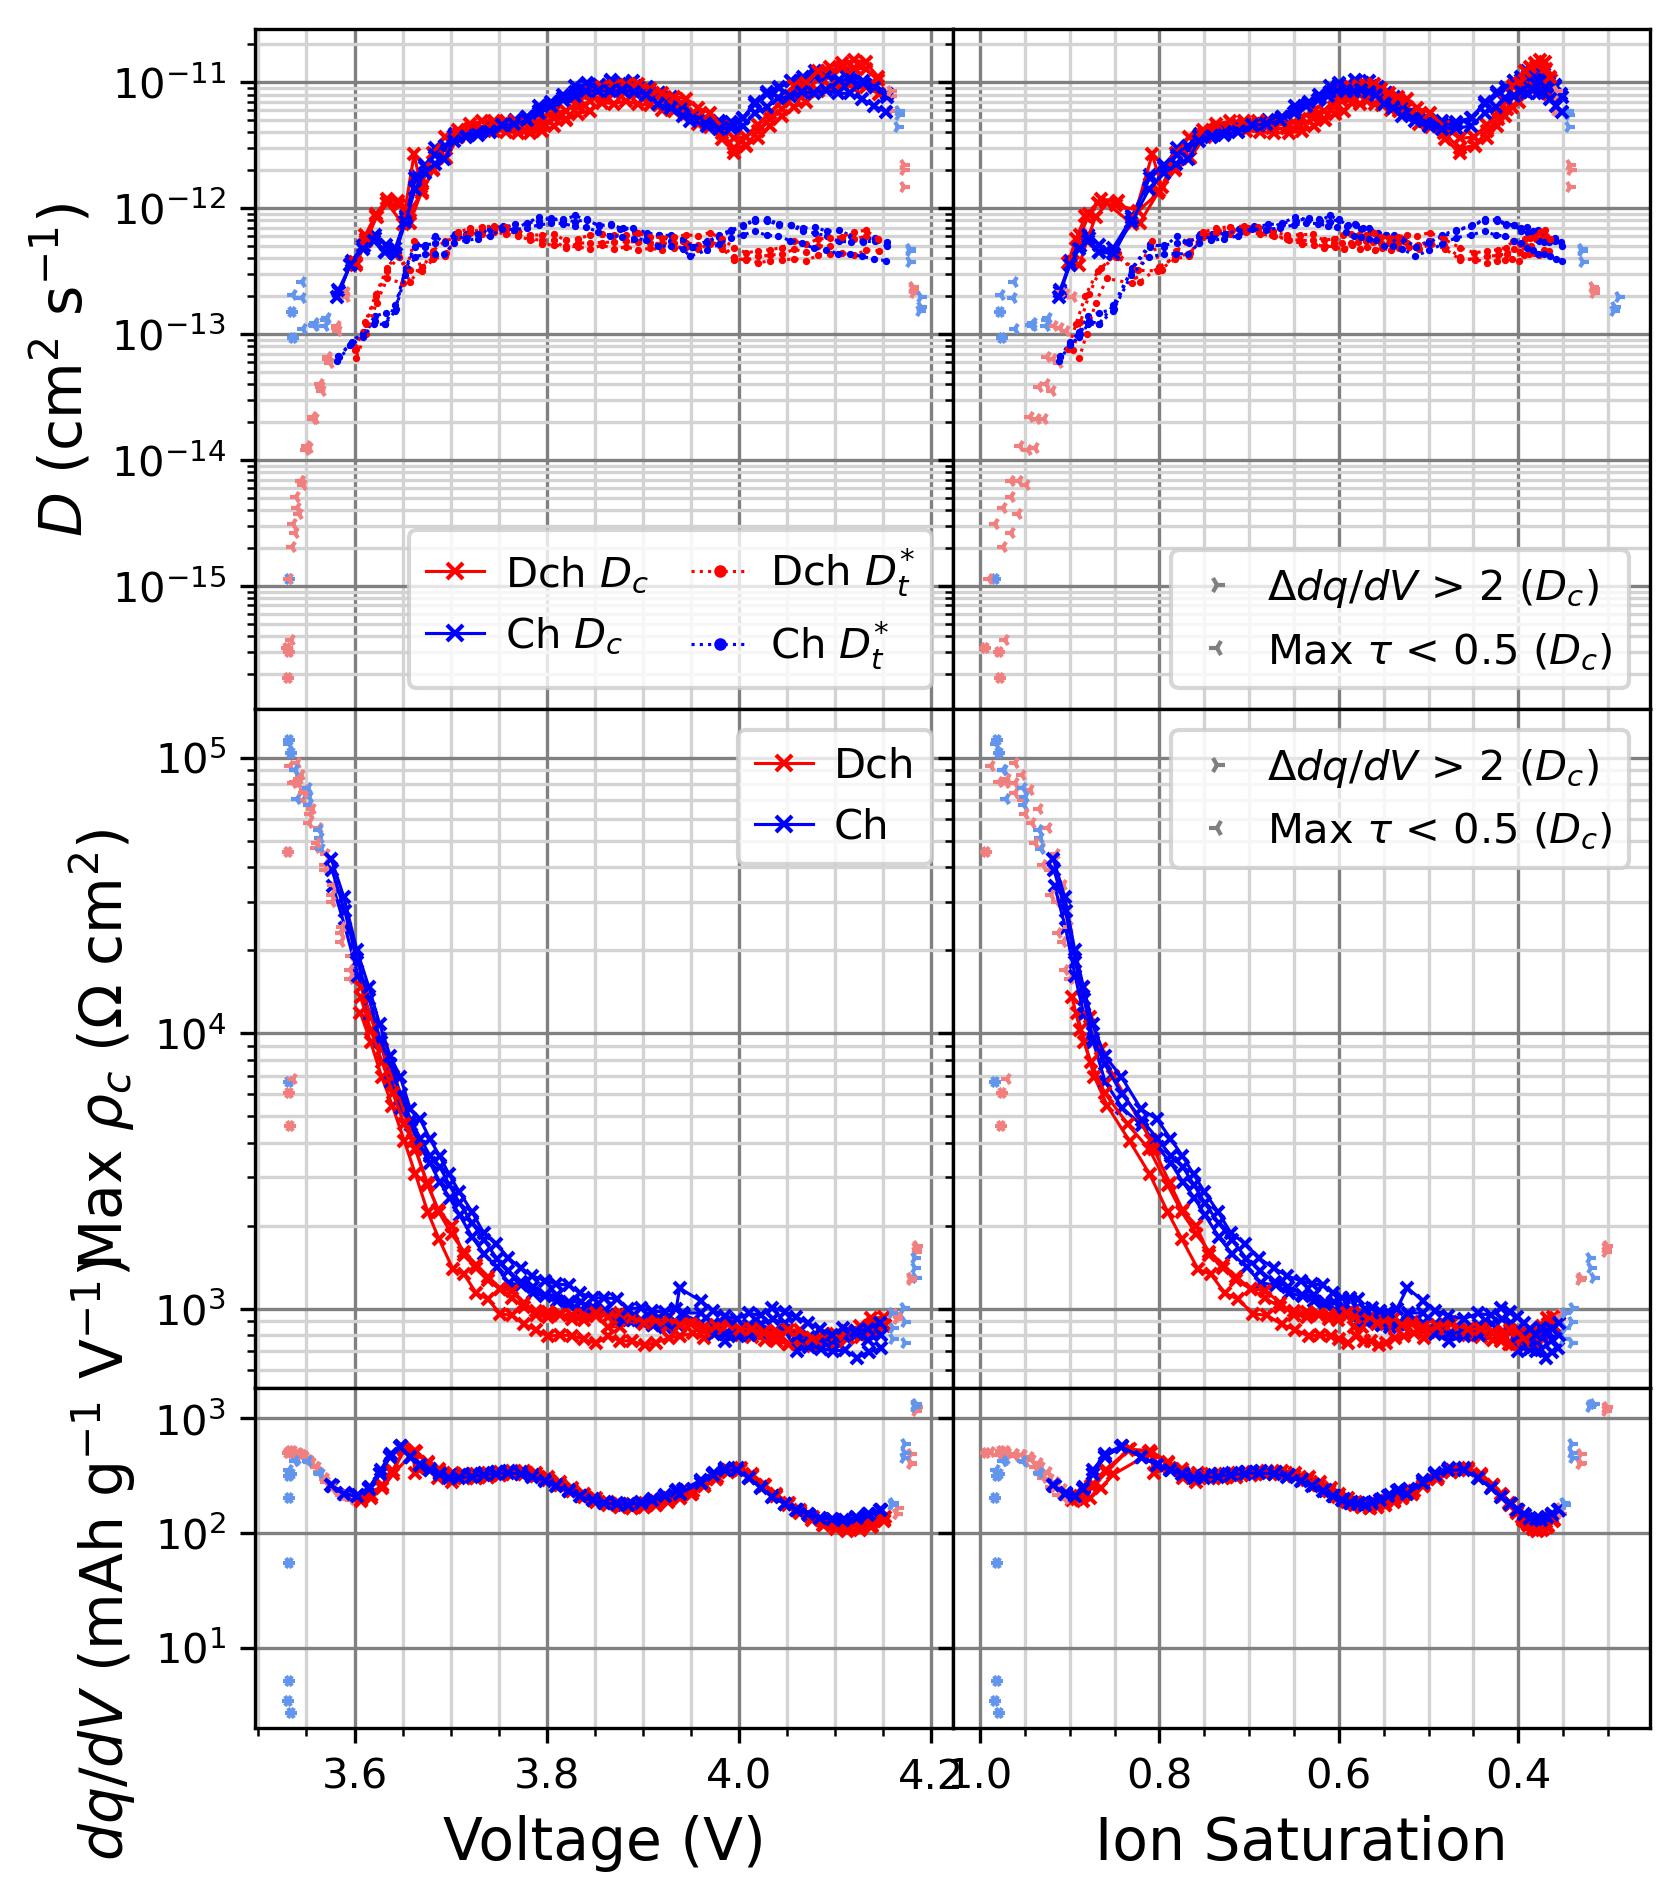 D (cm² s⁻¹)
10⁻¹¹
10⁻¹²
10⁻¹³
10⁻¹⁴
10⁻¹⁵
Dch D_c
Ch D_c
Dch D_t^*
Ch D_t^*
Δdq/dV > 2 (D_c)
Max τ < 0.5 (D_c)
Max ρ_c (Ω cm²)
10⁵
10⁴
10³
Dch
Ch
Δdq/dV > 2 (D_c)
Max τ < 0.5 (D_c)
dq/dV (mAh g⁻¹ V⁻¹)
10³
10²
10¹
3.6 3.8 4.0 4.2
1.0 0.8 0.6 0.4
Voltage (V)
Ion Saturation